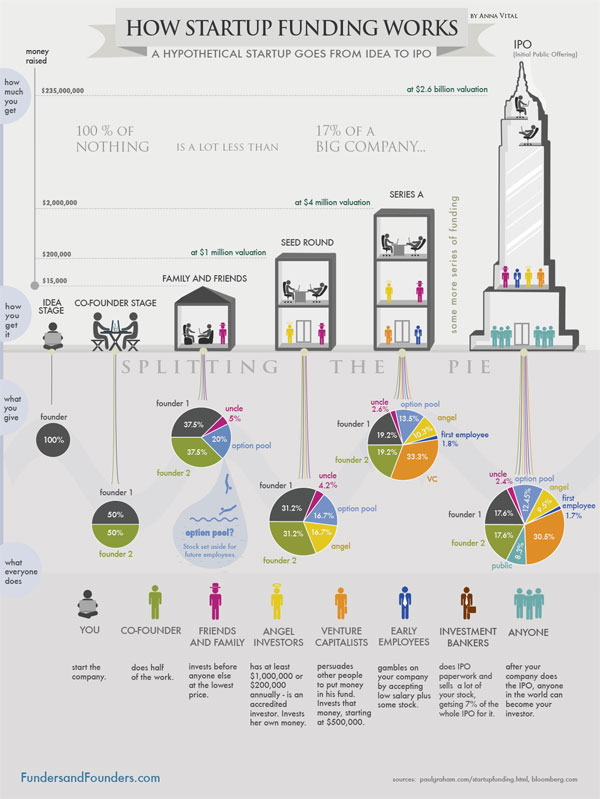 HOW STARTUP FUNDING WORKS
BY ANNA VITAL
A HYPOTHETICAL STARTUP GOES FROM IDEA TO IPO
money
raised
how
much
you
get
$235,000,000
at $2.6 billion valuation
IPO
(Initial Public Offering)
100 % OF
NOTHING
IS A LOT LESS THAN
17% OF A
BIG COMPANY...
$2,000,000
at $4 million valuation
SERIES A
$200,000
at $1 million valuation
SEED ROUND
some more series of funding
$15,000
FAMILY AND FRIENDS
how
you
get
it
IDEA
STAGE
CO-FOUNDER STAGE
SPLITTING THE PIE
what
you
give
founder
100%
founder 1
50%
50%
founder 2
founder 1
37.5%
uncle
5%
20%
option pool
37.5%
founder 2
option pool?
Stock set aside for
future employees.
founder 1
31.2%
uncle
4.2%
option pool
16.7%
31.2%
16.7%
founder 2
angel
uncle
2.6%
option pool
13.5%
angel
10.3%
founder 1
19.2%
first employee
1.8%
19.2%
founder 2
33.3%
VC
uncle
2.4%
option pool
12.45%
angel
9.5%
first
employee
1.7%
founder 1
17.6%
founder 2
17.6%
30.5%
public
8.3%
what
everyone
does
YOU
start the
company.
CO-FOUNDER
does half
of the work.
FRIENDS
AND FAMILY
invests before
anyone else
at the lowest
price.
ANGEL
INVESTORS
has at least
$1,000,000 or
$200,000
annually - is an
accredited
investor. Invests
her own money.
VENTURE
CAPITALISTS
persuades
other people
to put money
in his fund.
Invests that
money, starting
at $500,000.
EARLY
EMPLOYEES
gambles on
your company
by accepting
low salary plus
some stock.
INVESTMENT
BANKERS
does IPO
paperwork and
sells a lot of
your stock,
getsing 7% of the
whole IPO for it.
ANYONE
after your
company does
the IPO, anyone
in the world can
become your
investor.
FundersandFounders.com
sources: paulgraham.com/startupfunding.html, bloomberg.com